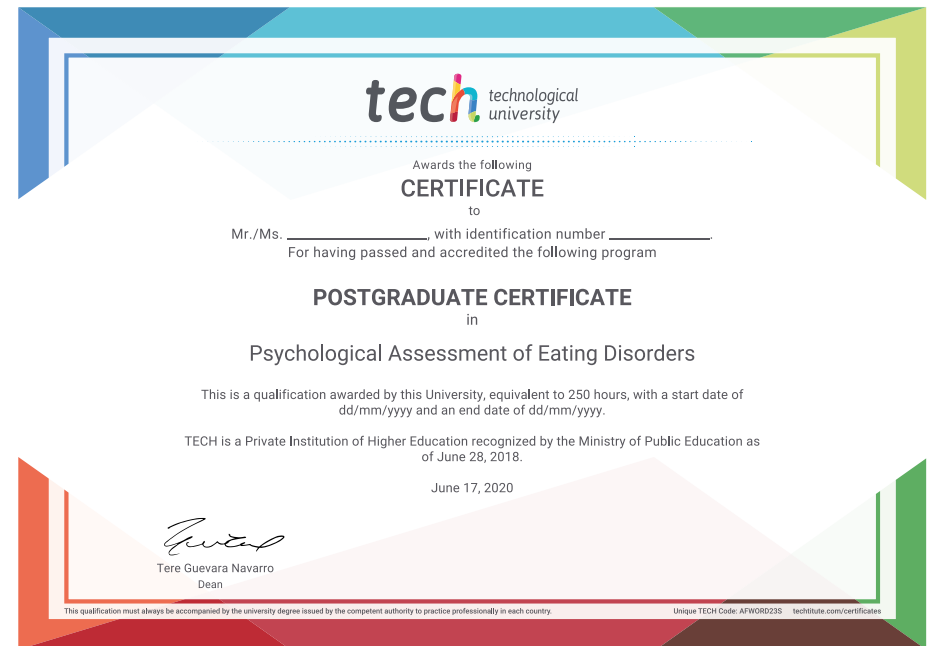 tech technological
university
Awards the following
CERTIFICATE
to
Mr./Ms. ____________________, with identification number ______________.
For having passed and accredited the following program
POSTGRADUATE CERTIFICATE
in
Psychological Assessment of Eating Disorders
This is a qualification awarded by this University, equivalent to 250 hours, with a start date of
dd/mm/yyyy and an end date of dd/mm/yyyy.
TECH is a Private Institution of Higher Education recognized by the Ministry of Public Education as
of June 28, 2018.
June 17, 2020
Tere Guevara Navarro
Dean
This qualification must always be accompanied by the university degree issued by the competent authority to practice professionally in each country.
Unique TECH Code: AFWORD23S techtitute.com/certificates